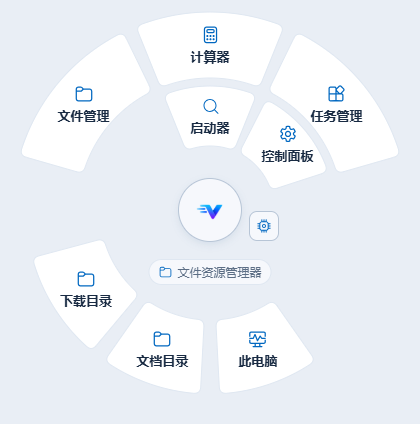 计算器
文件管理
任务管理
启动器
控制面板
文件资源管理器
下载目录
文档目录
此电脑